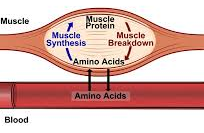 Muscle
Muscle
Protein
Muscle
Synthesis
Muscle
Breakdown
Amino Acids
Amino Acids
Blood